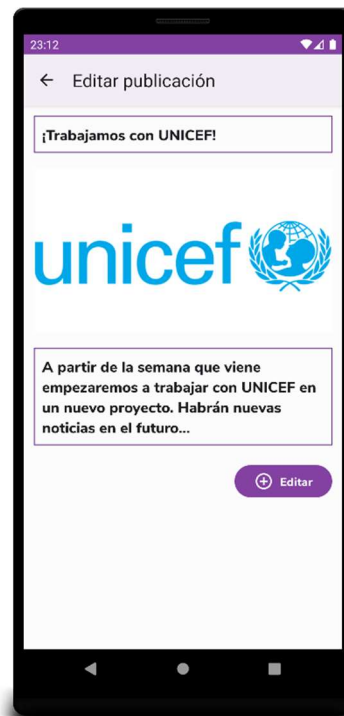 23:12
Editar publicación
¡Trabajamos con UNICEF!
unicef
A partir de la semana que viene
empezaremos a trabajar con UNICEF en
un nuevo proyecto. Habrán nuevas
noticias en el futuro...
Editar